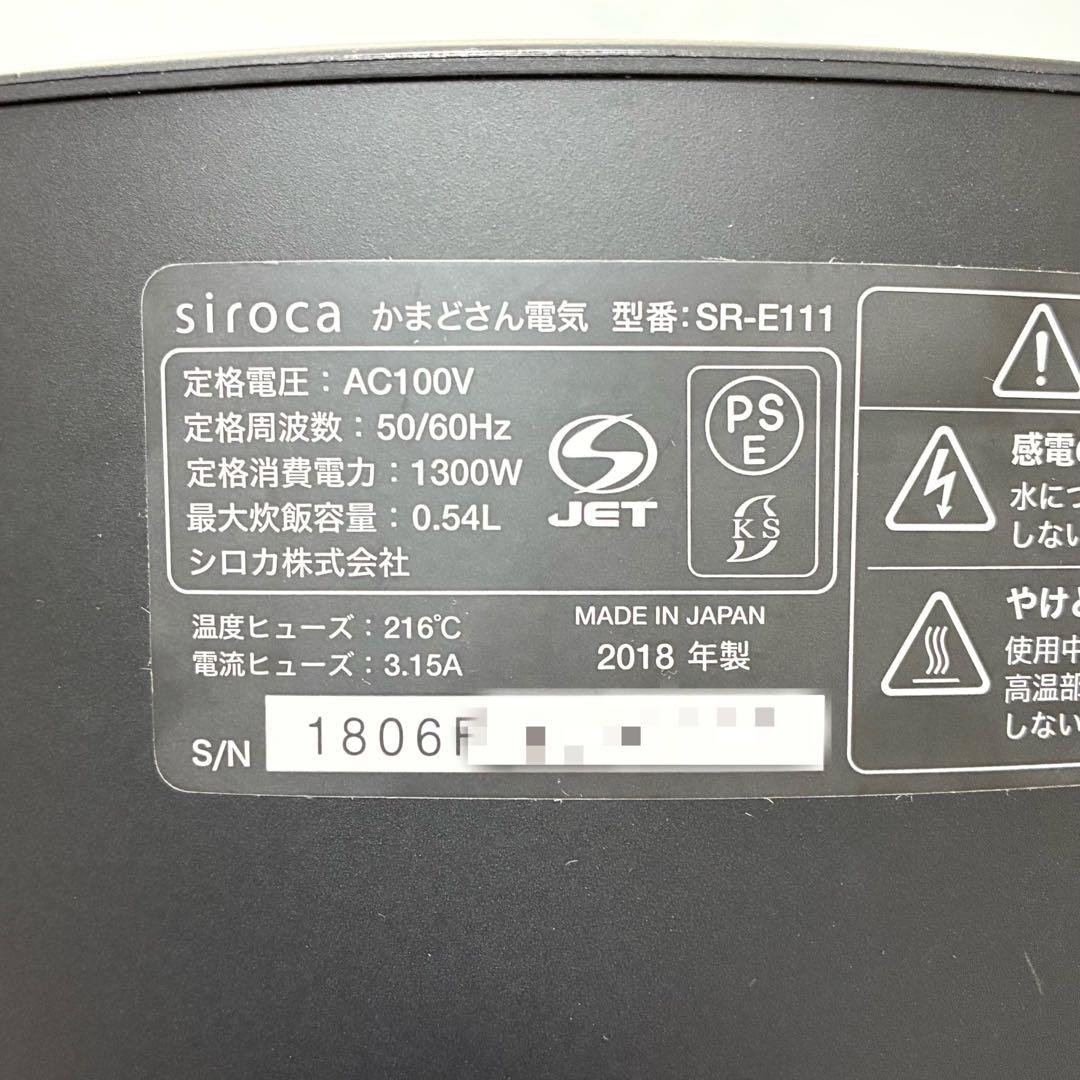 siroca かまどさん電気 型番:SR-E111
定格電圧:AC100V
定格周波数:50/60Hz
定格消費電力:1300W
最大炊飯容量:0.54L
シロカ株式会社
JET
PS
E
KS
温度ヒューズ:216℃
電流ヒューズ:3.15A
MADE IN JAPAN
2018 年製
S/N 1806F
感電
水につ
しない
やけど
使用中
高温部
しない